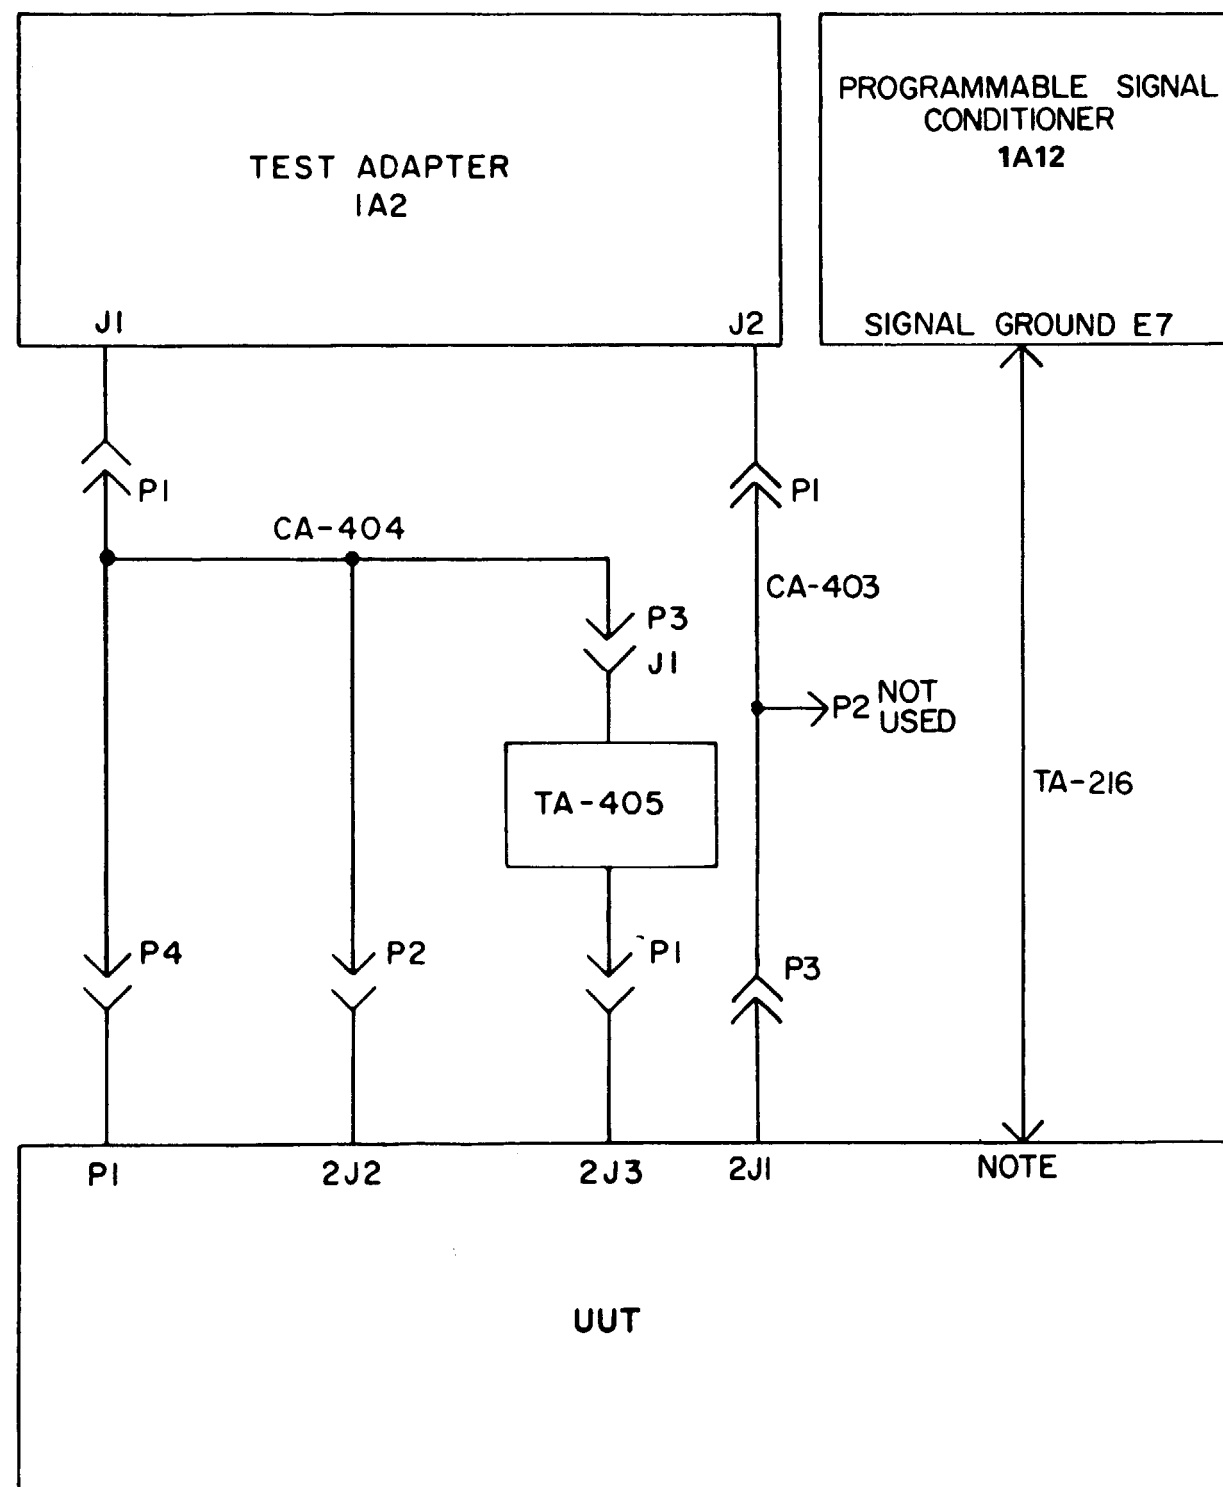 TEST ADAPTER
1A2
J1
J2
PROGRAMMABLE SIGNAL
CONDITIONER
1A12
SIGNAL GROUND E7
P1
P1
CA-404
CA-403
P3
J1
P2 NOT
USED
TA-405
TA-216
P4
P2
P1
P3
P1
2J2
2J3
2J1
NOTE
UUT